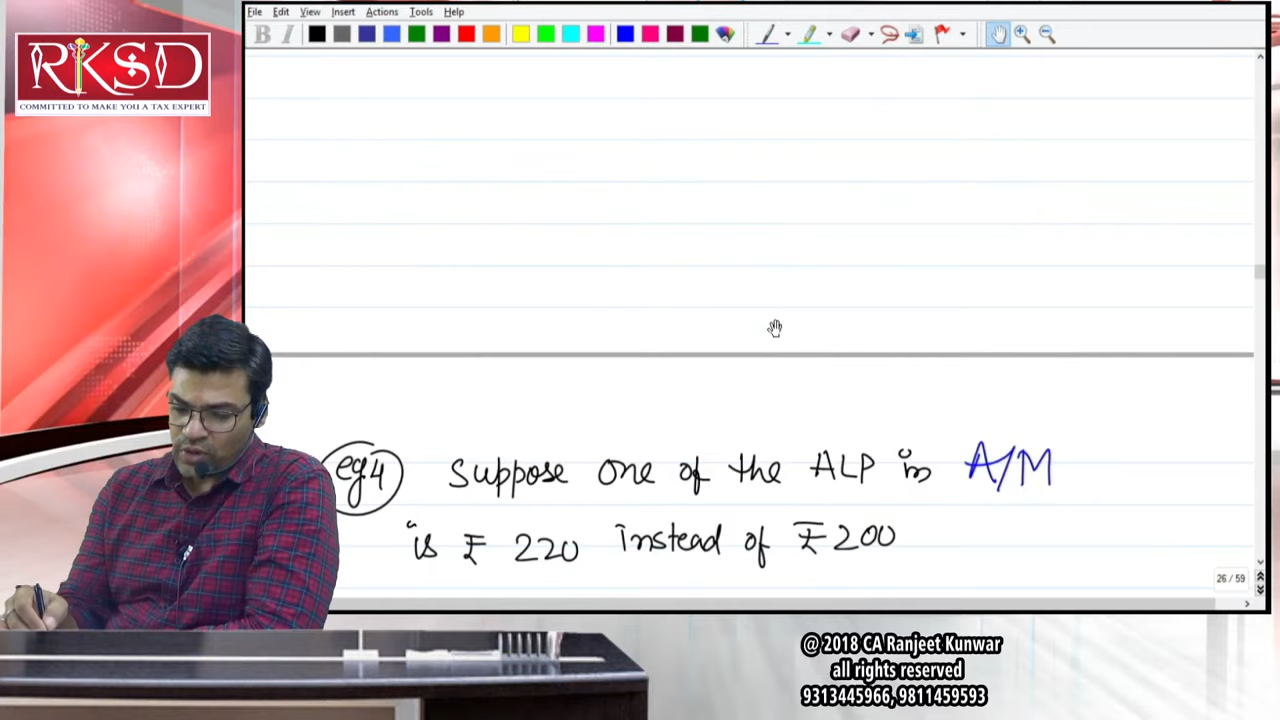 File Edit View Insert Actions Tools Help
B I
RKSD
COMMITTED TO MAKE YOU A TAX EXPERT
eg4 Suppose one of the ALP in A/M
is ₹ 220 instead of ₹200
26 / 59
@ 2018 CA Ranjeet Kunwar
all rights reserved
9313445966, 9811459593